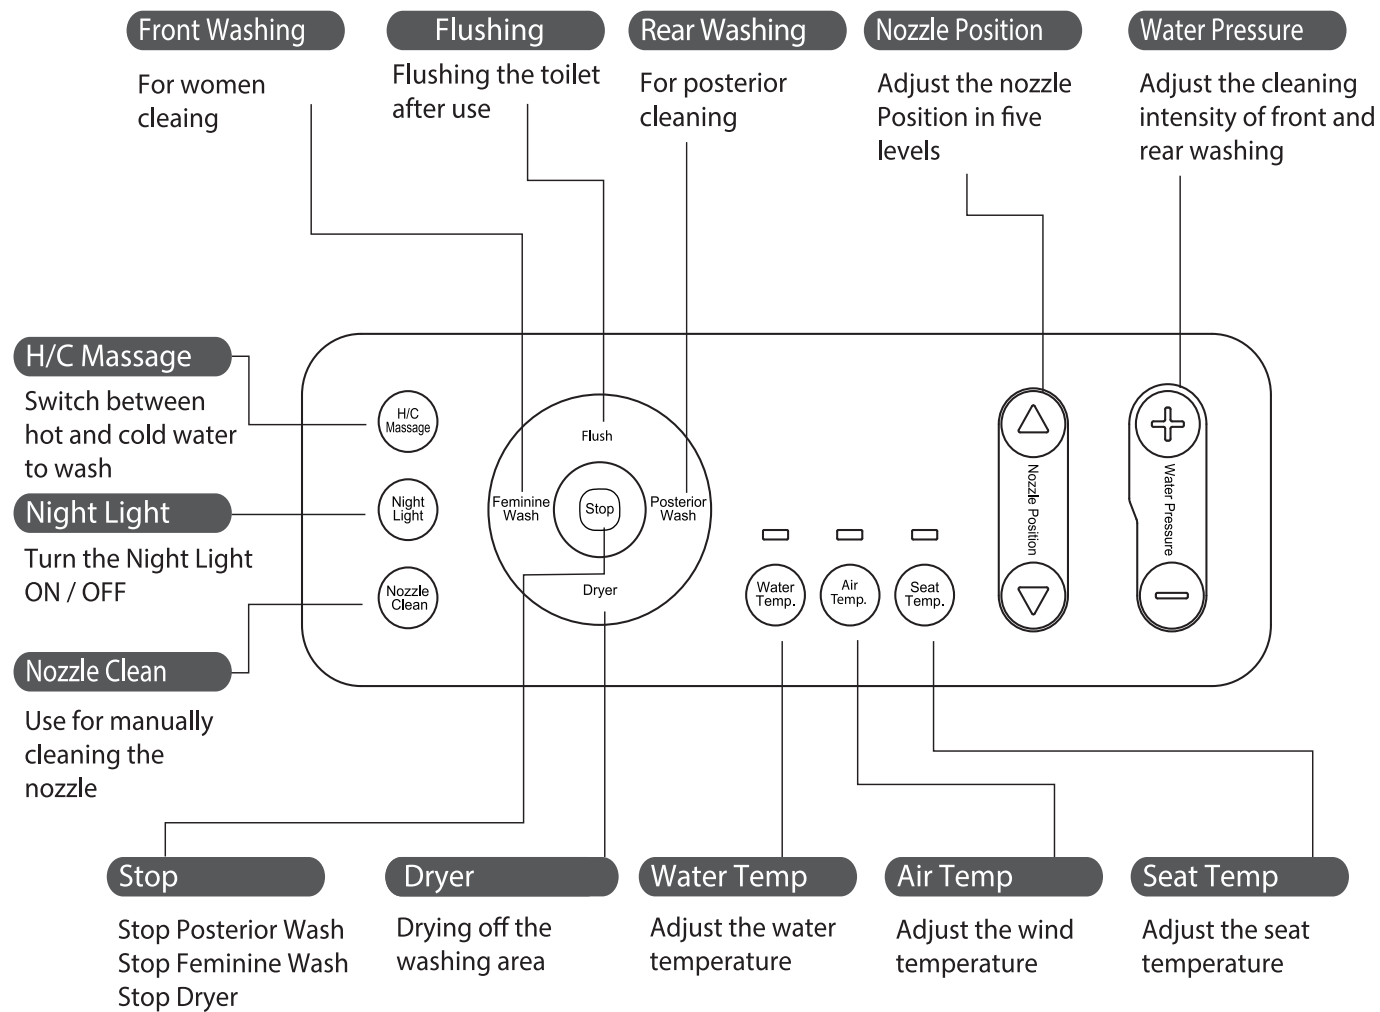 Front Washing
For women
cleaing
Flushing
Flushing the toilet
after use
Rear Washing
For posterior
cleaning
Nozzle Position
Adjust the nozzle
Position in five
levels
Water Pressure
Adjust the cleaning
intensity of front and
rear washing
H/C Massage
Switch between
hot and cold water
to wash
Night Light
Turn the Night Light
ON / OFF
Nozzle Clean
Use for manually
cleaning the
nozzle
H/C
Massage
Night
Light
Nozzle
Clean
Flush
Feminine
Wash
Stop
Posterior
Wash
Dryer
Water
Temp.
Air
Temp.
Seat
Temp.
Nozzle Position
Water Pressure
Stop
Stop Posterior Wash
Stop Feminine Wash
Stop Dryer
Dryer
Drying off the
washing area
Water Temp
Adjust the water
temperature
Air Temp
Adjust the wind
temperature
Seat Temp
Adjust the seat
temperature